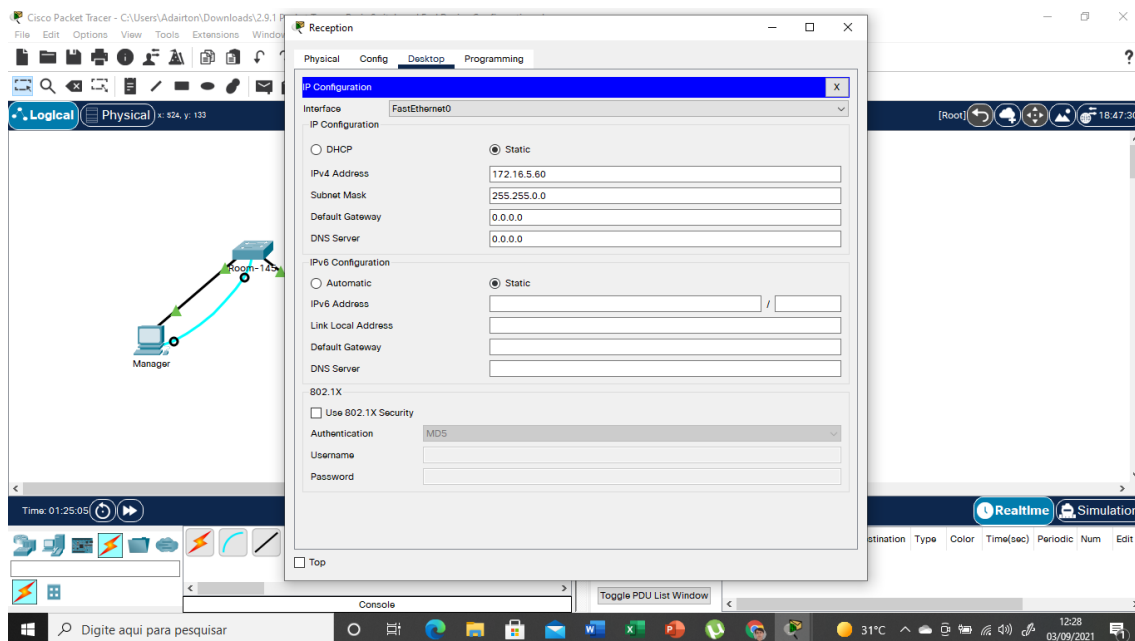 Cisco Packet Tracer - C:\Users\Adairton\Downloads\2.9.1 P
File Edit Options View Tools Extensions Window
?
Logical
Physical
x: 524, y: 133
[Root]
18:47:30
Reception
Physical Config Desktop Programming
IP Configuration
X
Interface
FastEthernet0
IP Configuration
DHCP
Static
IPv4 Address
172.16.5.60
Subnet Mask
255.255.0.0
Default Gateway
0.0.0.0
DNS Server
0.0.0.0
IPv6 Configuration
Automatic
Static
IPv6 Address
/
Link Local Address
Default Gateway
DNS Server
802.1X
Use 802.1X Security
Authentication
MD5
Username
Password
Top
Room-145
Manager
Time: 01:25:05
Realtime
Simulation
stination Type Color Time(sec) Periodic Num Edit
Toggle PDU List Window
Console
Digite aqui para pesquisar
31°C
12:28
03/09/2021